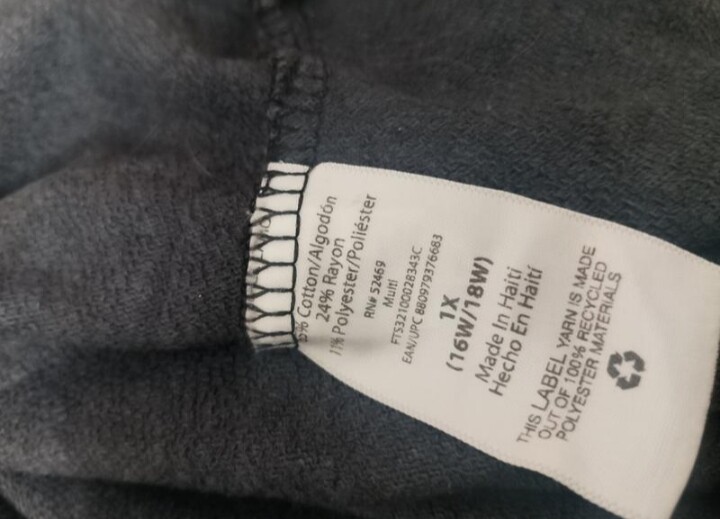 Cotton/Algodón
24% Rayon
11% Polyester/Poliéster
RN# 52469
Multi
FTS32100028343C
EAN/UPC 880979376683
1X
(16W/18W)
Made In Haiti
Hecho En Haití
THIS LABEL YARN IS MADE
OUT OF 100% RECYCLED
POLYESTER MATERIALS